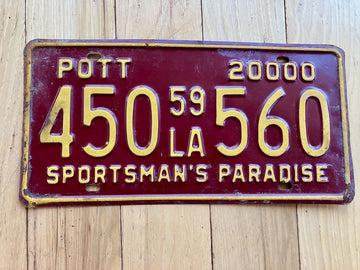 POTT 20000
450 59 LA 560
SPORTSMAN'S PARADISE